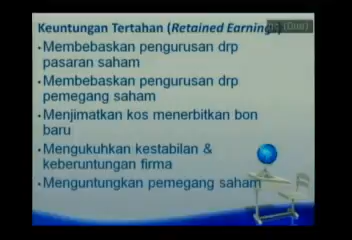 Keuntungan Tertahan (Retained Earnings)
•Membebaskan pengurusan drp
pasaran saham
•Membebaskan pengurusan drp
pemegang saham
•Menjimatkan kos menerbitkan bon
baru
•Mengukuhkan kestabilan &
keberuntungan firma
•Menguntungkan pemegang saham